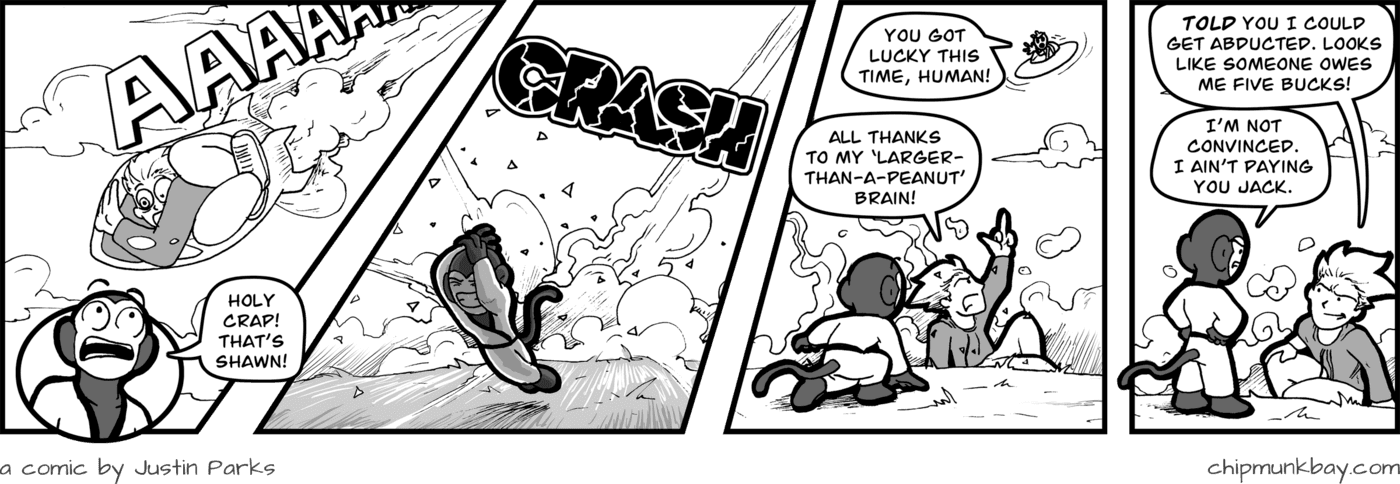 AAAAAAA
HOLY
CRAP!
THAT'S
SHAWN!
CRASH
YOU GOT
LUCKY THIS
TIME, HUMAN!
ALL THANKS
TO MY 'LARGER-
THAN-A-PEANUT'
BRAIN!
TOLD YOU I COULD
GET ABDUCTED. LOOKS
LIKE SOMEONE OWES
ME FIVE BUCKS!
I'M NOT
CONVINCED.
I AIN'T PAYING
YOU JACK.
a comic by Justin Parks
chipmunkbay.com